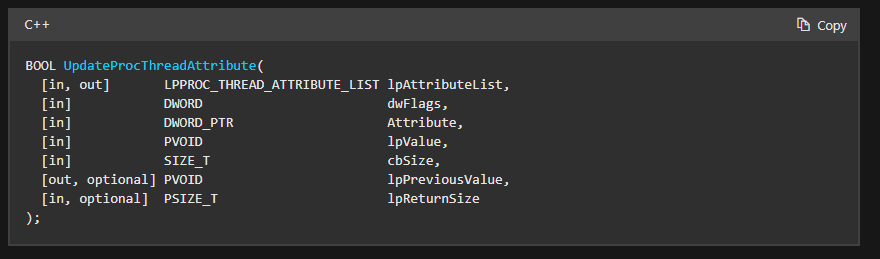 C++
Copy
BOOL UpdateProcThreadAttribute(
[in, out] LPPROC_THREAD_ATTRIBUTE_LIST lpAttributeList,
[in] DWORD dwFlags,
[in] DWORD_PTR Attribute,
[in] PVOID lpValue,
[in] SIZE_T cbSize,
[out, optional] PVOID lpPreviousValue,
[in, optional] PSIZE_T lpReturnSize
);